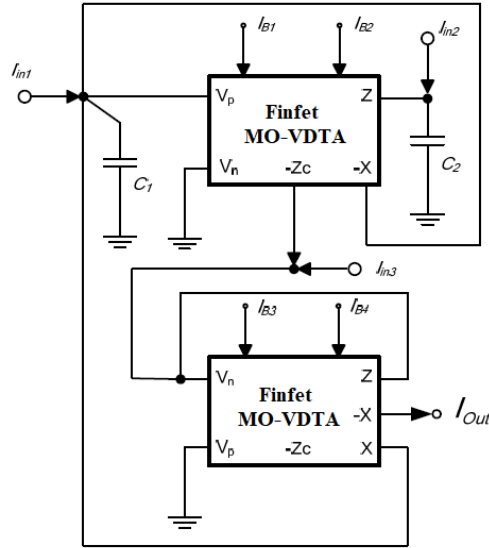 I_B1 I_B2 I_in2
I_in1
V_p Finfet Z
MO-VDTA
V_n -Zc -X
C_1 C_2
I_in3
I_B3 I_B4
V_n Finfet Z
MO-VDTA -X I_Out
V_p -Zc X